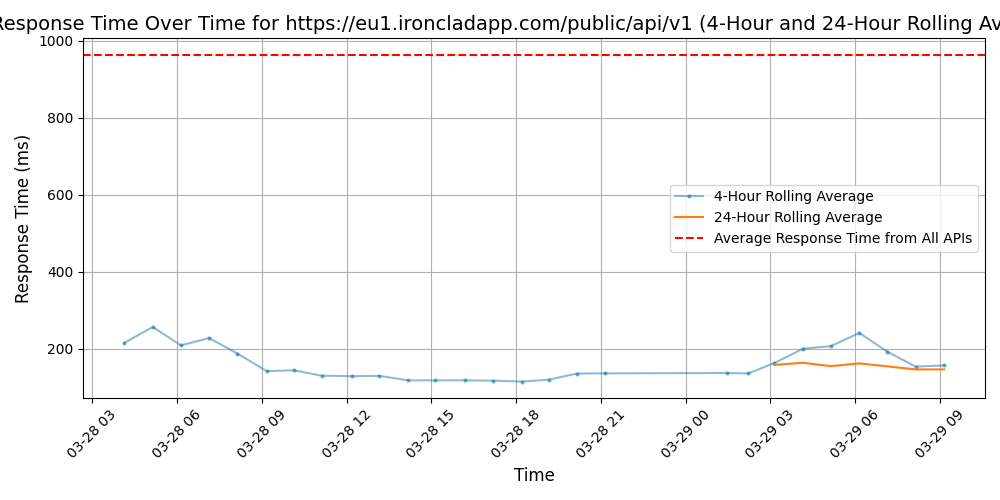 Response Time Over Time for https://eu1.ironcladapp.com/public/api/v1 (4-Hour and 24-Hour Rolling Av
Response Time (ms)
1000
800
600
400
200
4-Hour Rolling Average
24-Hour Rolling Average
Average Response Time from All APIs
03-28 03
03-28 06
03-28 09
03-28 12
03-28 15
03-28 18
03-28 21
03-29 00
03-29 03
03-29 06
03-29 09
Time